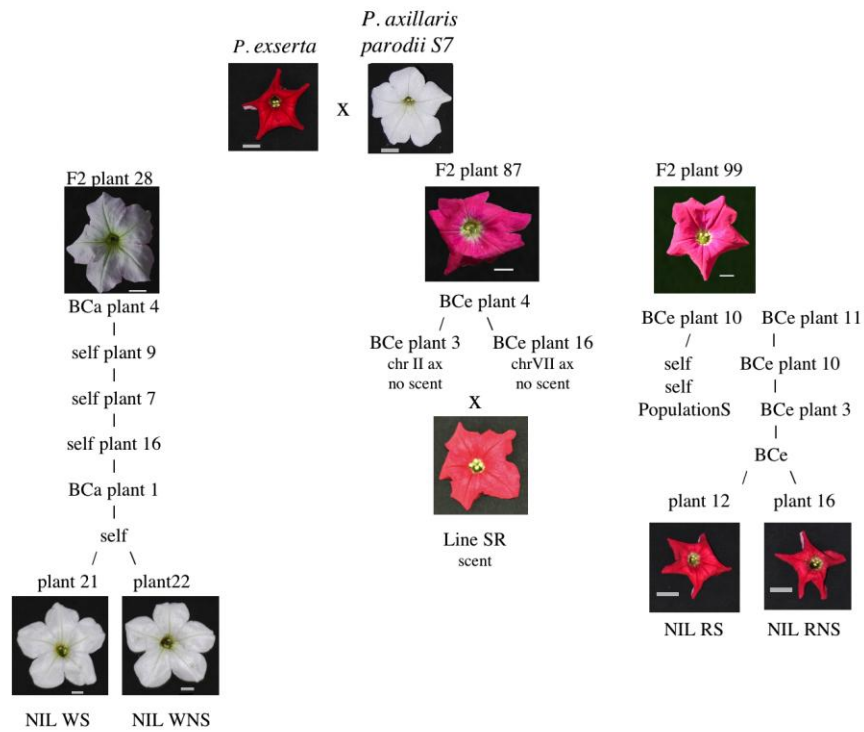 P. exserta
P. axillaris
parodii S7
X
F2 plant 28
F2 plant 87
F2 plant 99
BCa plant 4
self plant 9
self plant 7
self plant 16
BCa plant 1
self
plant 21
plant22
NIL WS
NIL WNS
BCe plant 4
BCe plant 3
chr II ax
no scent
BCe plant 16
chrVII ax
no scent
X
Line SR
scent
BCe plant 10
self
self
PopulationS
BCe plant 11
BCe plant 10
BCe plant 3
BCe
plant 12
plant 16
NIL RS
NIL RNS